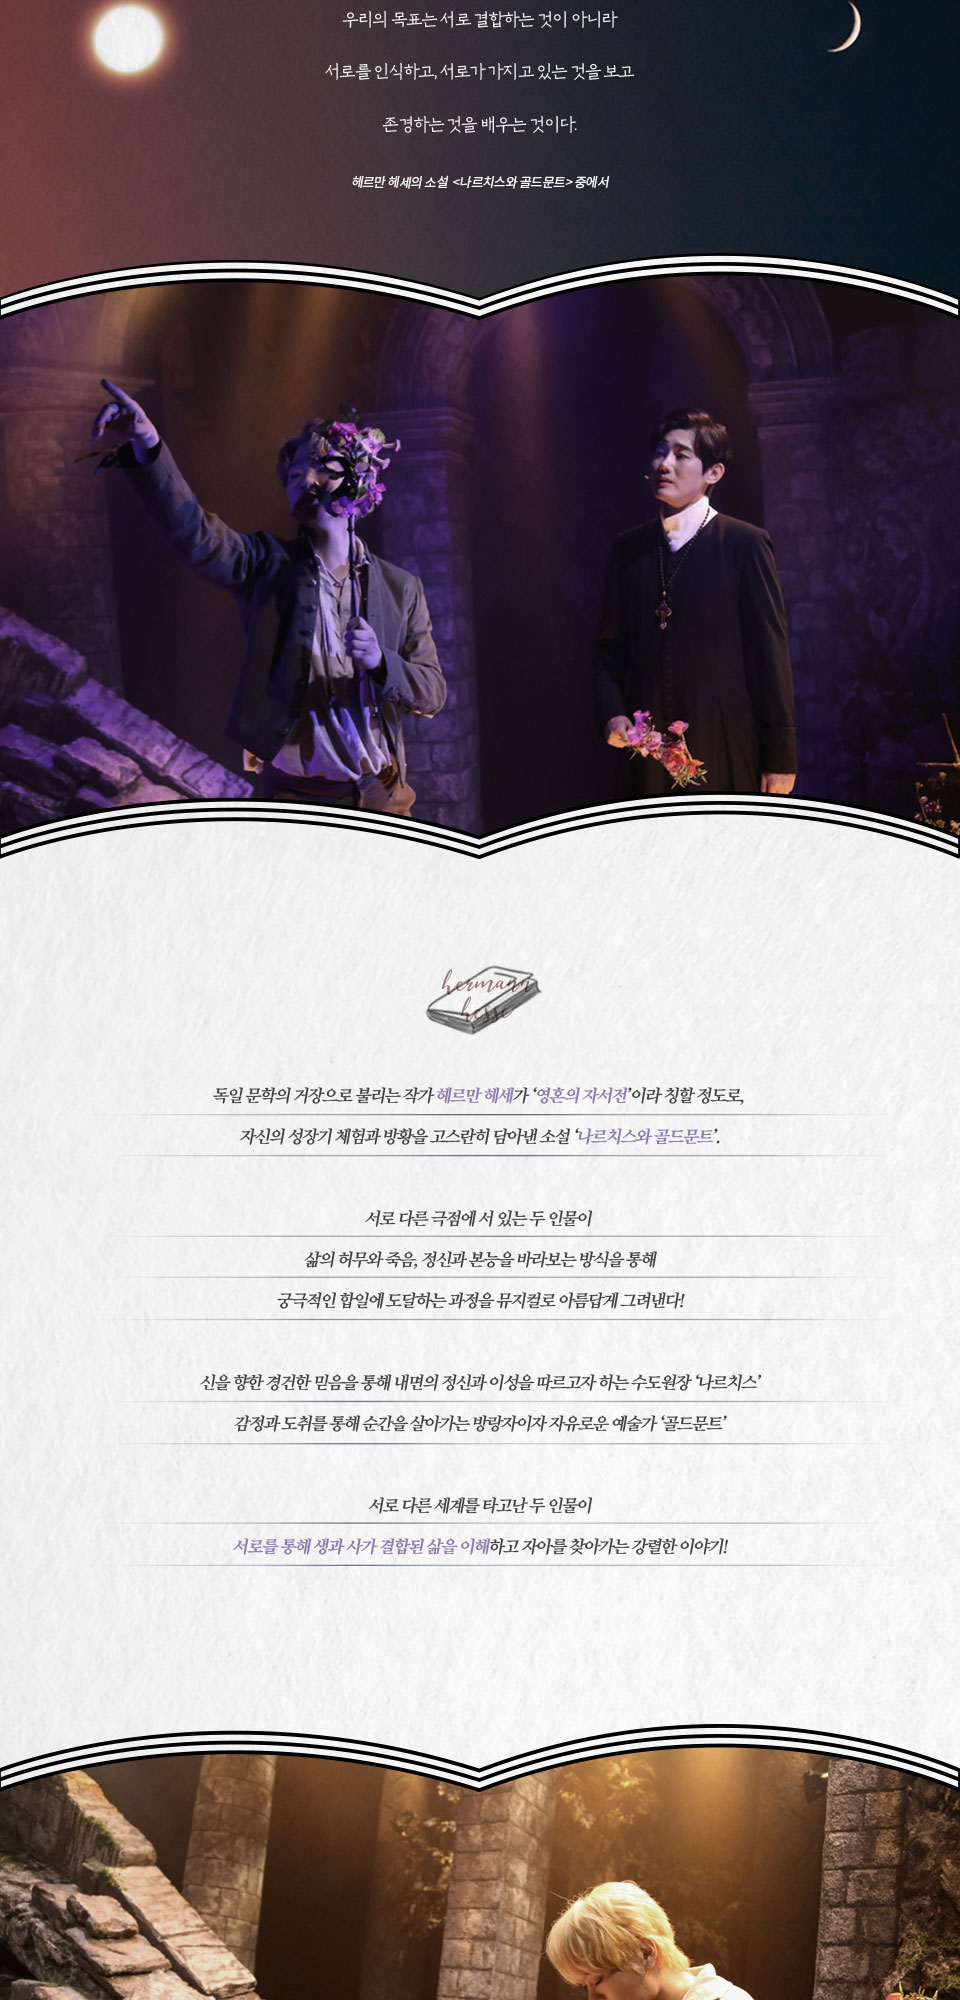 우리의 목표는 서로 결합하는 것이 아니라
서로를 인식하고, 서로가 가지고 있는 것을 보고
존경하는 것을 배우는 것이다.
헤르만 헤세의 소설 <나르치스와 골드문트> 중에서
hermann
hesse
독일 문학의 거장으로 불리는 작가 헤르만 헤세가 ‘영혼의 자서전’이라 칭할 정도로,
자신의 성장기 체험과 방황을 고스란히 담아낸 소설 ‘나르치스와 골드문트’.
서로 다른 극점에 서 있는 두 인물이
삶의 허무와 죽음, 정신과 본능을 바라보는 방식을 통해
궁극적인 합일에 도달하는 과정을 뮤지컬로 아름답게 그려낸다!
신을 향한 경건한 믿음을 통해 내면의 정신과 이성을 따르고자 하는 수도원장 ‘나르치스’
감정과 도취를 통해 순간을 살아가는 방랑자이자 자유로운 예술가 ‘골드문트’
서로 다른 세계를 타고난 두 인물이
서로를 통해 생과 사가 결합된 삶을 이해하고 자아를 찾아가는 강렬한 이야기!